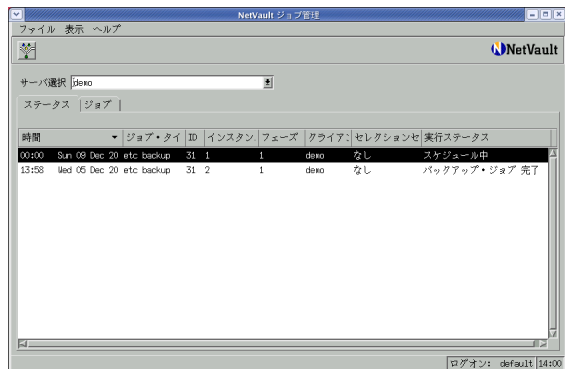 NetVault ジョブ管理
ファイル 表示 ヘルプ
NetVault
サーバ選択 demo
ステータス ジョブ
時間 ジョブ・タイ ID インスタン フェーズ クライアン セレクションセ 実行ステータス
00:00 Sun 09 Dec 20 etc backup 31 1 1 demo なし スケジュール中
13:58 Wed 05 Dec 20 etc backup 31 2 1 demo なし バックアップ・ジョブ 完了
ログオン: default 14:00